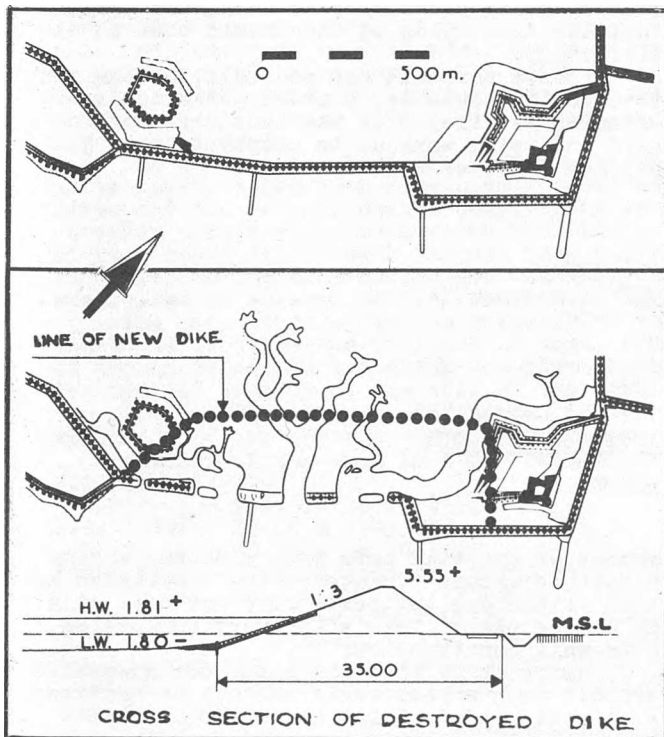 0 500 m.
LINE OF NEW DIKE
5.55+
1:3
H.W. 1.81+
M.S.L
L.W. 1.80-
35.00
CROSS SECTION OF DESTROYED DIKE